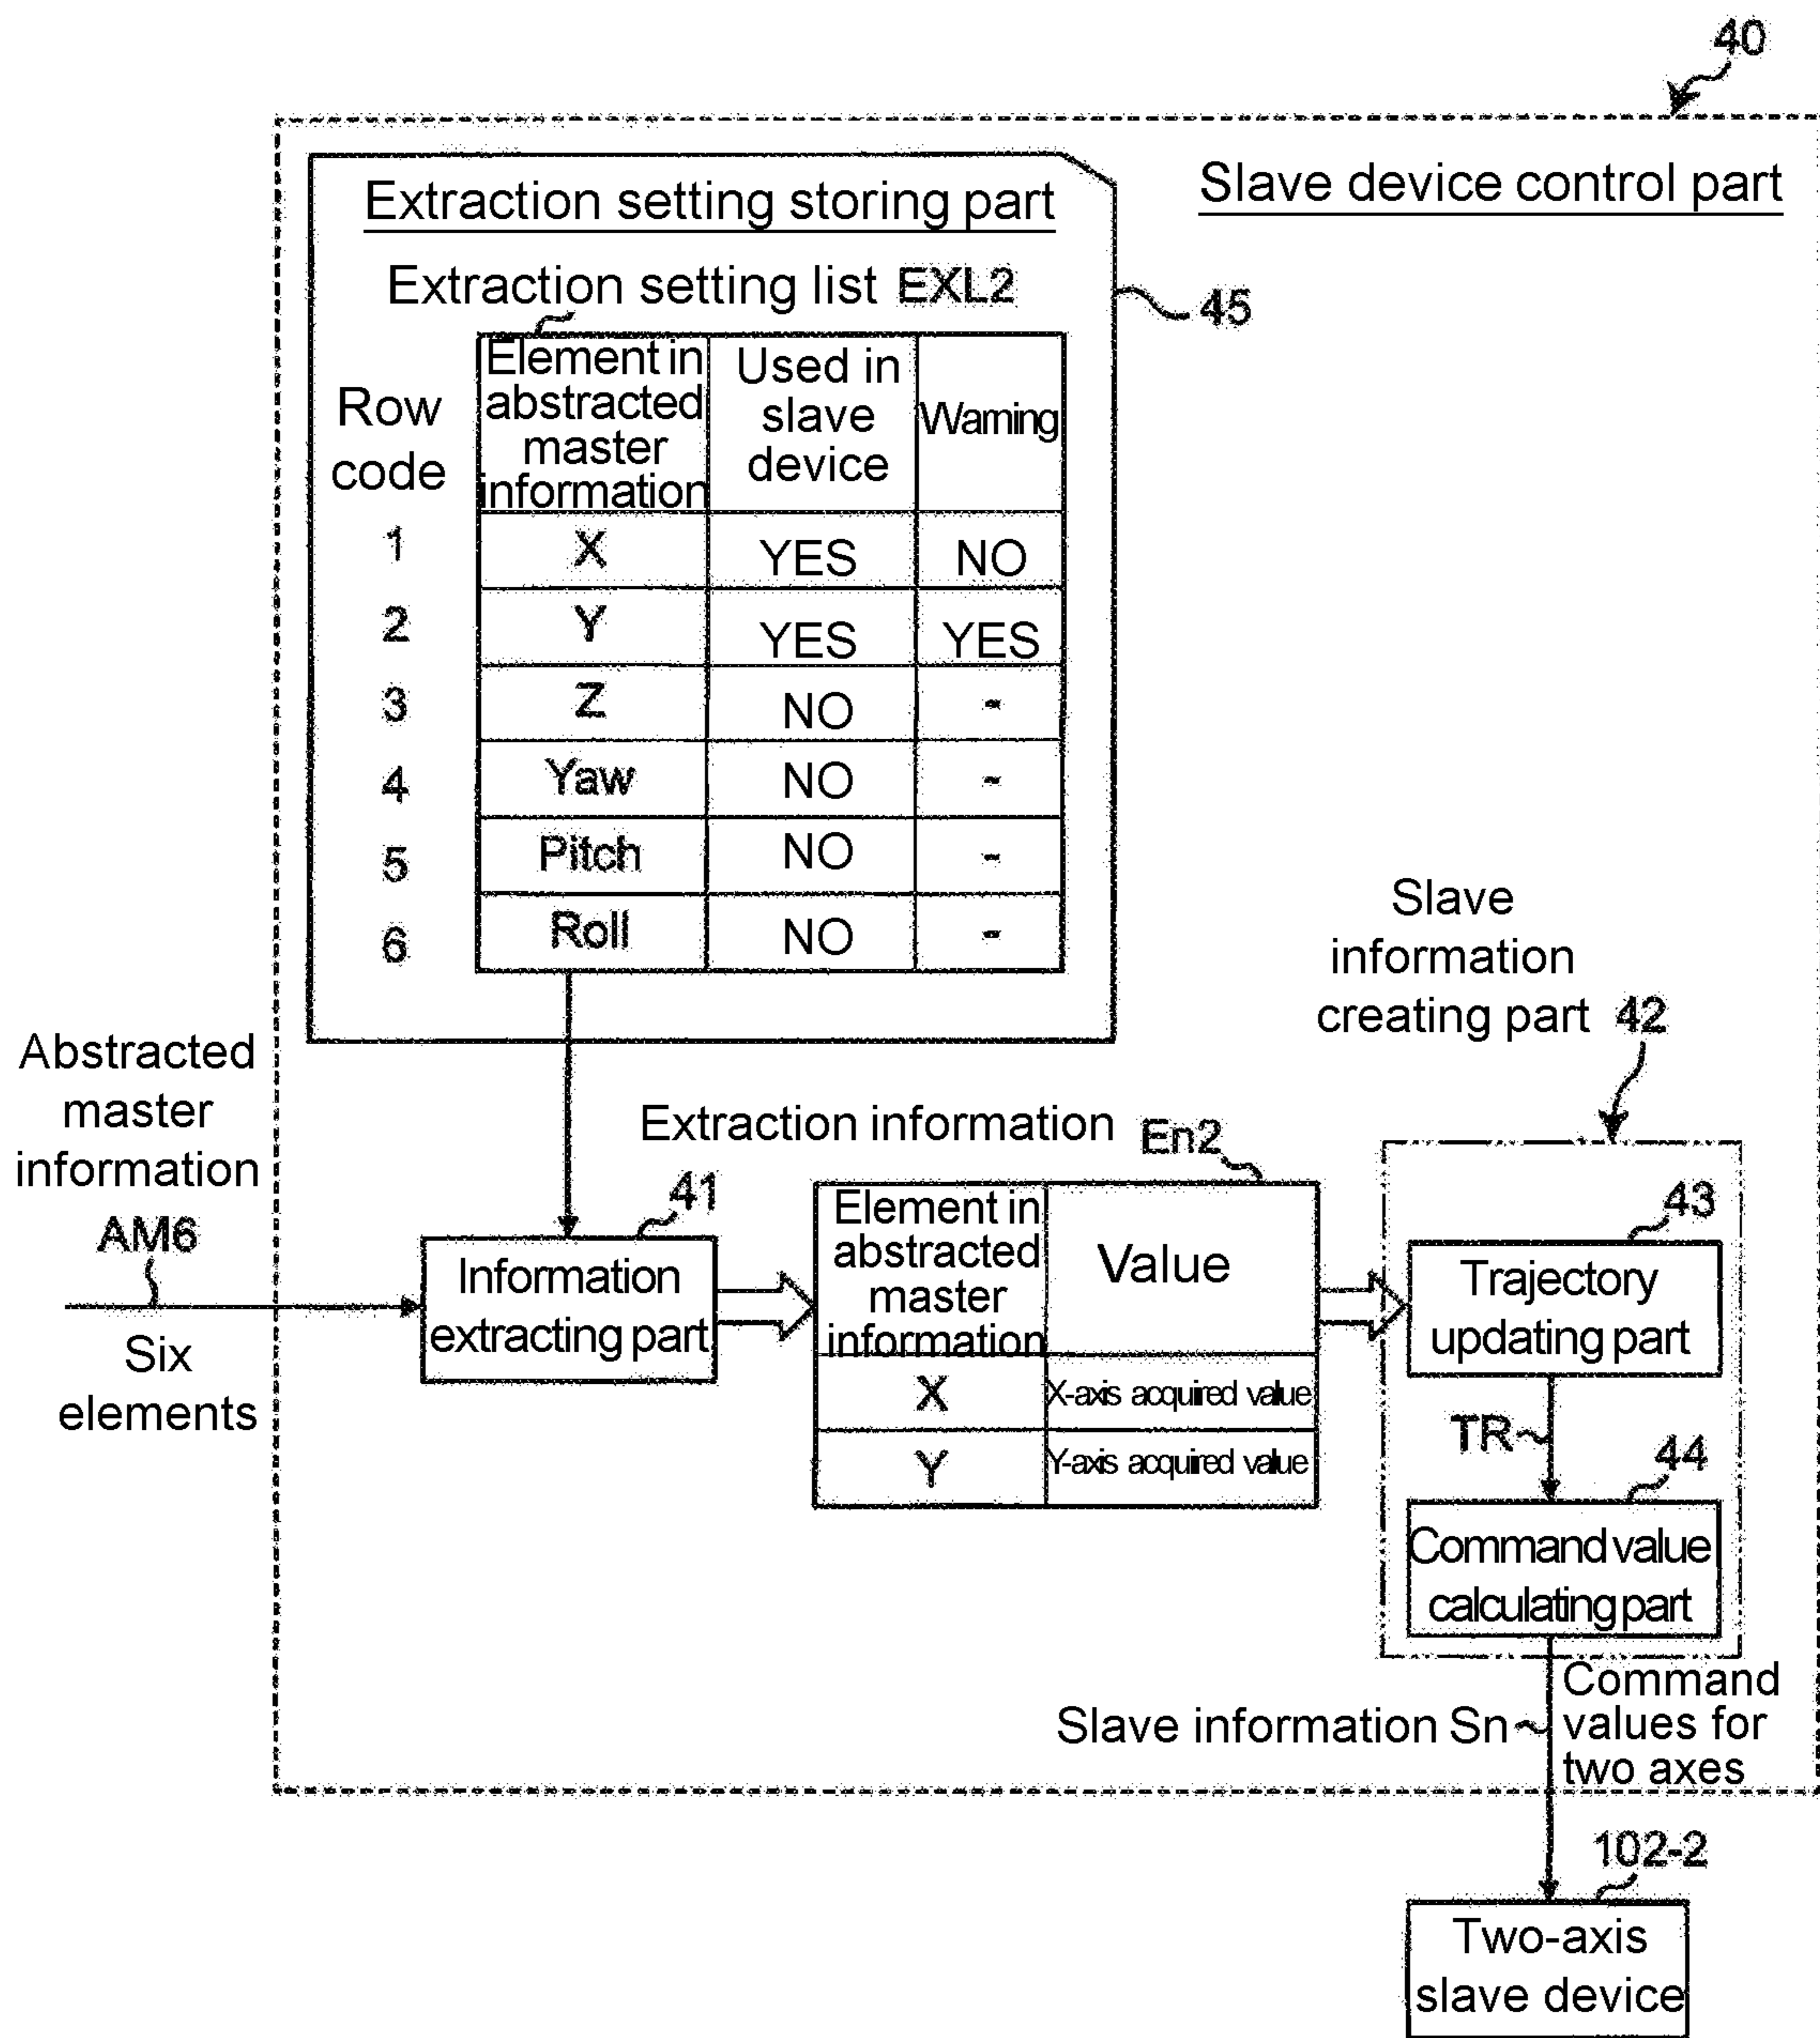 40
Slave device control part
Extraction setting storing part
Extraction setting list EXL2
45
Row
code
Element in
abstracted
master
information
Used in
slave
device
Warning
1 X YES NO
2 Y YES YES
3 Z NO -
4 Yaw NO -
5 Pitch NO -
6 Roll NO -
Slave
information
creating part 42
Abstracted
master
information
AM6
Six
elements
41
Information
extracting part
Extraction information En2
Element in
abstracted
master
information
Value
X X-axis acquired value
Y Y-axis acquired value
43
Trajectory
updating part
TR
44
Command value
calculating part
Slave information Sn
Command
values for
two axes
102-2
Two-axis
slave device